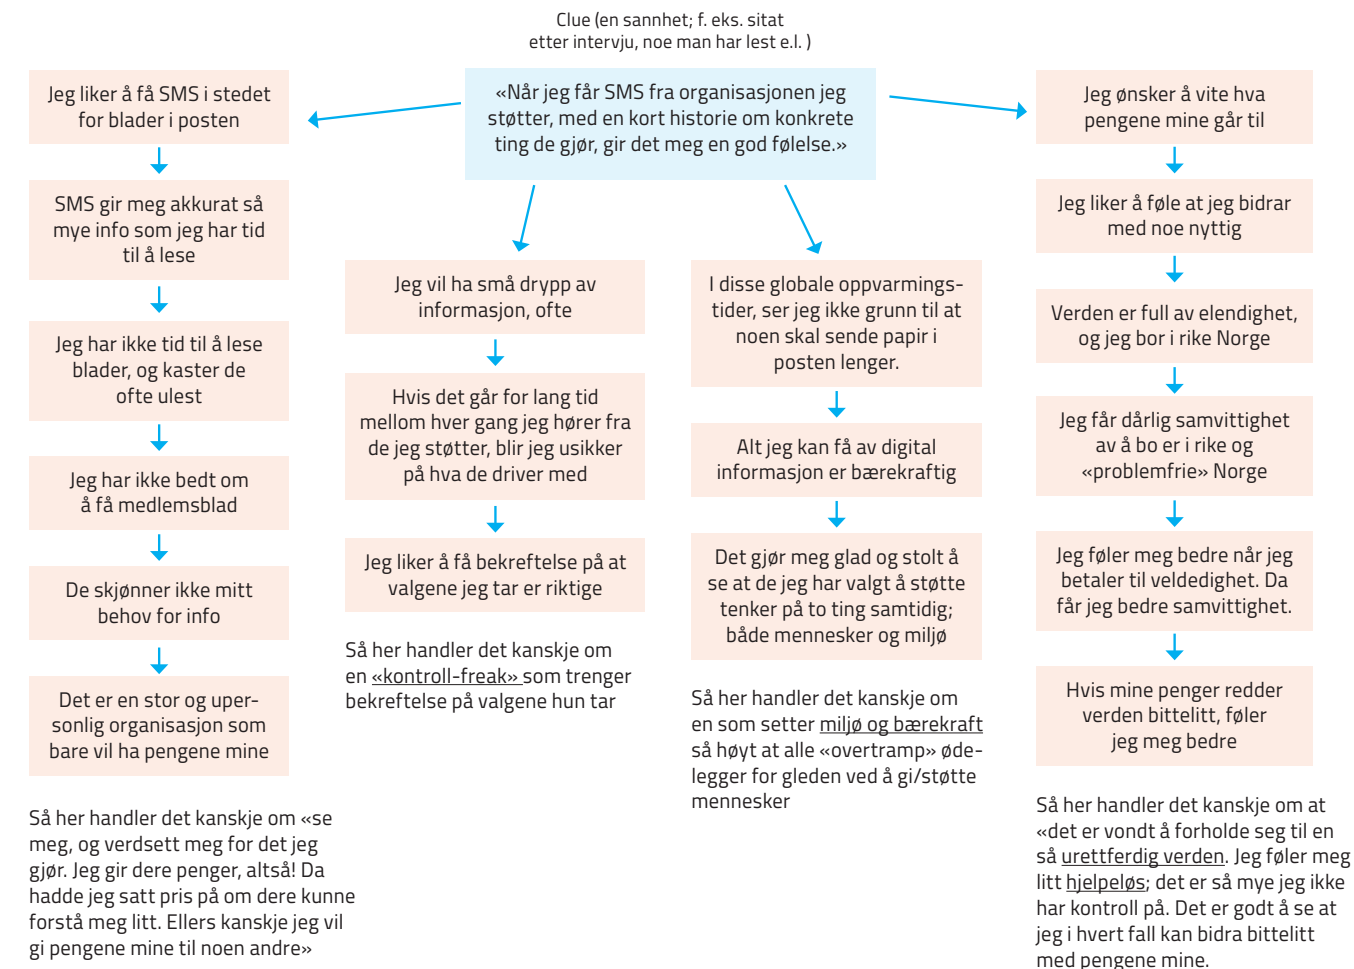 Clue (en sannhet; f. eks. sitat
etter intervju, noe man har lest e.l. )
«Når jeg får SMS fra organisasjonen jeg
støtter, med en kort historie om konkrete
ting de gjør, gir det meg en god følelse.»
Jeg liker å få SMS i stedet
for blader i posten
SMS gir meg akkurat så
mye info som jeg har tid
til å lese
Jeg har ikke tid til å lese
blader, og kaster de
ofte ulest
Jeg har ikke bedt om
å få medlemsblad
De skjønner ikke mitt
behov for info
Det er en stor og uper-
sonlig organisasjon som
bare vil ha pengene mine
Så her handler det kanskje om «se
meg, og verdsett meg for det jeg
gjør. Jeg gir dere penger, altså! Da
hadde jeg satt pris på om dere kunne
forstå meg litt. Ellers kanskje jeg vil
gi pengene mine til noen andre»
Jeg vil ha små drypp av
informasjon, ofte
Hvis det går for lang tid
mellom hver gang jeg hører fra
de jeg støtter, blir jeg usikker
på hva de driver med
Jeg liker å få bekreftelse på at
valgene jeg tar er riktige
Så her handler det kanskje om
en «kontroll-freak» som trenger
bekreftelse på valgene hun tar
I disse globale oppvarmings-
tider, ser jeg ikke grunn til at
noen skal sende papir i
posten lenger.
Alt jeg kan få av digital
informasjon er bærekraftig
Det gjør meg glad og stolt å
se at de jeg har valgt å støtte
tenker på to ting samtidig;
både mennesker og miljø
Så her handler det kanskje om
en som setter miljø og bærekraft
så høyt at alle «overtramp» øde-
legger for gleden ved å gi/støtte
mennesker
Jeg ønsker å vite hva
pengene mine går til
Jeg liker å føle at jeg bidrar
med noe nyttig
Verden er full av elendighet,
og jeg bor i rike Norge
Jeg får dårlig samvittighet
av å bo er i rike og
«problemfrie» Norge
Jeg føler meg bedre når jeg
betaler til veldedighet. Da
får jeg bedre samvittighet.
Hvis mine penger redder
verden bittelitt, føler
jeg meg bedre
Så her handler det kanskje om at
«det er vondt å forholde seg til en
så urettferdig verden. Jeg føler meg
litt hjelpeløs; det er så mye jeg ikke
har kontroll på. Det er godt å se at
jeg i hvert fall kan bidra bittelitt
med pengene mine.